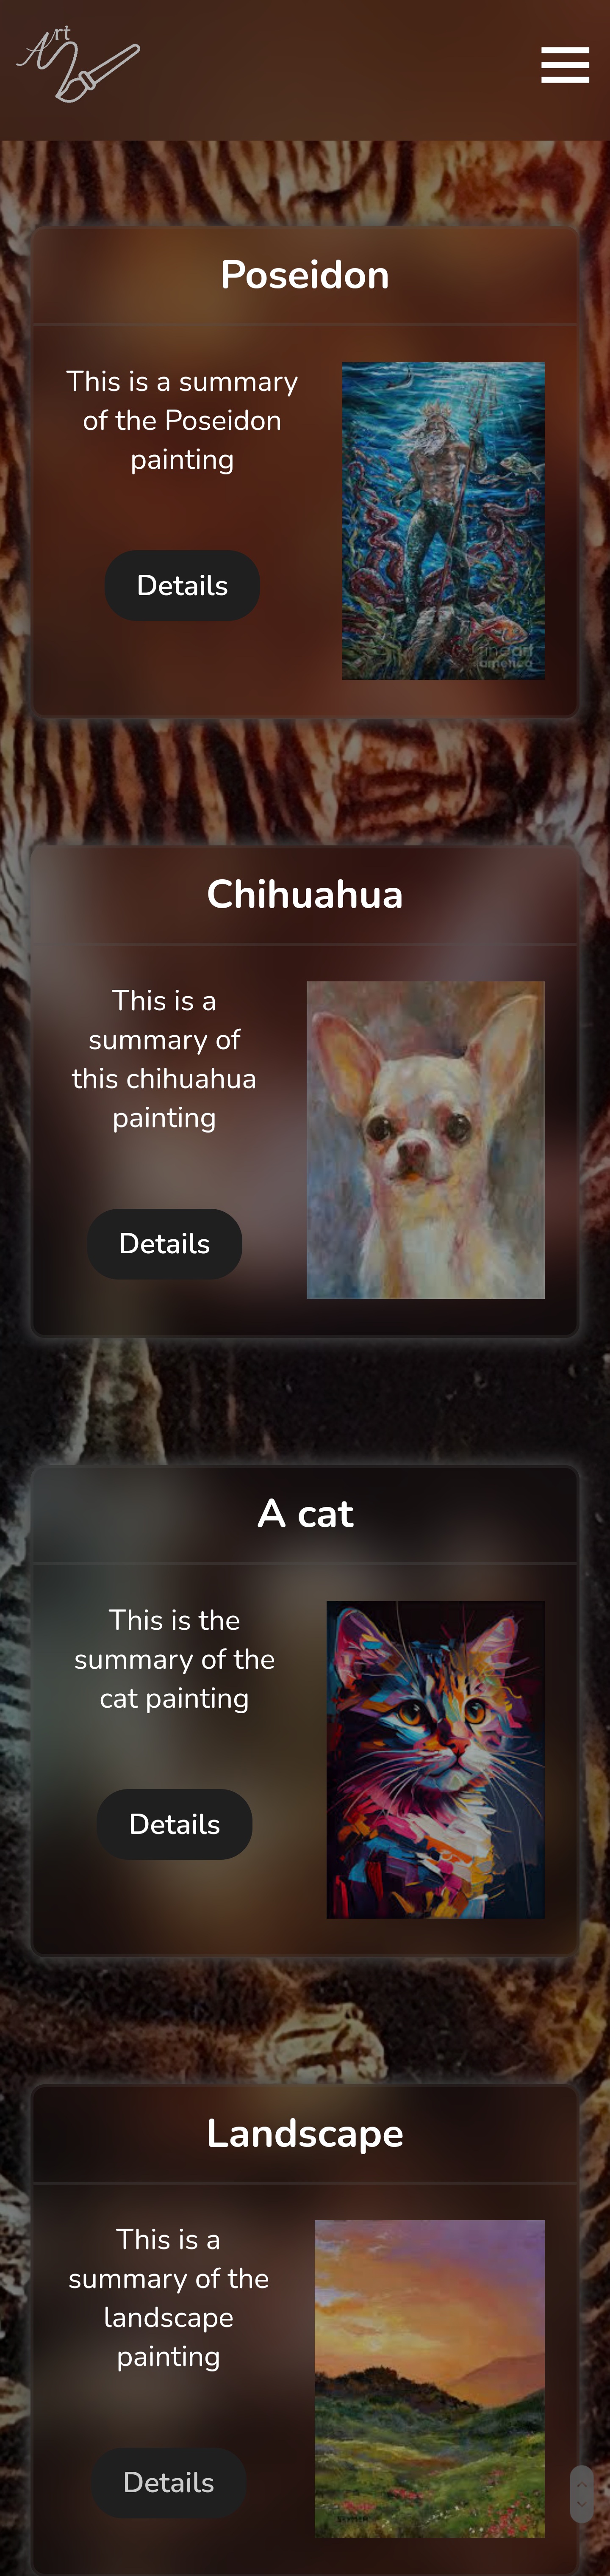 Art
Poseidon
This is a summary
of the Poseidon
painting
Details
fineart
america
Chihuahua
This is a
summary of
this chihuahua
painting
Details
A cat
This is the
summary of the
cat painting
Details
Landscape
This is a
summary of the
landscape
painting
Details